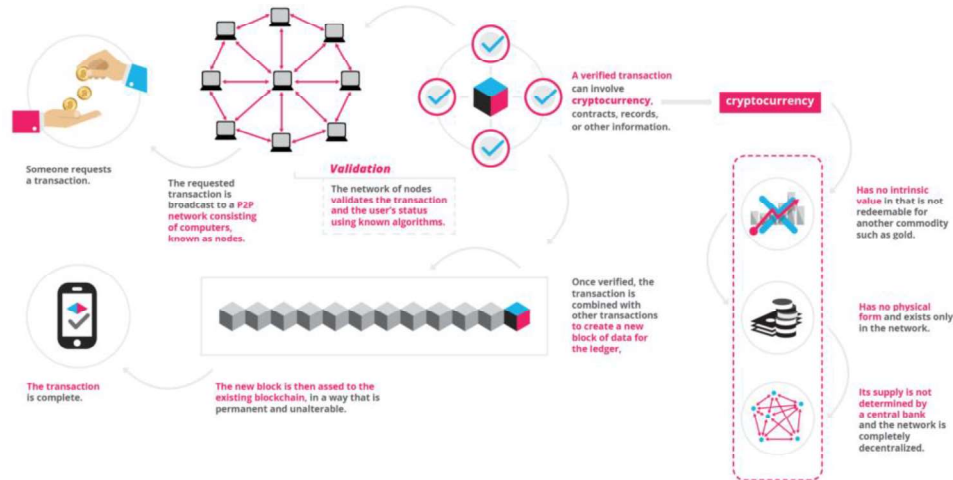 Someone requests
a transaction.
The requested
transaction is
broadcast to a P2P
network consisting
of computers,
known as nodes.
Validation
The network of nodes
validates the transaction
and the user's status
using known algorithms.
A verified transaction
can involve
cryptocurrency,
contracts, records,
or other information.
cryptocurrency
Has no intrinsic
value in that is not
redeemable for
another commodity
such as gold.
Has no physical
form and exists only
in the network.
Its supply is not
determined by
a central bank
and the network is
completely
decentralized.
Once verified, the
transaction is
combined with
other transactions
to create a new
block of data for
the ledger,
The new block is then assed to the
existing blockchain, in a way that is
permanent and unalterable.
The transaction
is complete.